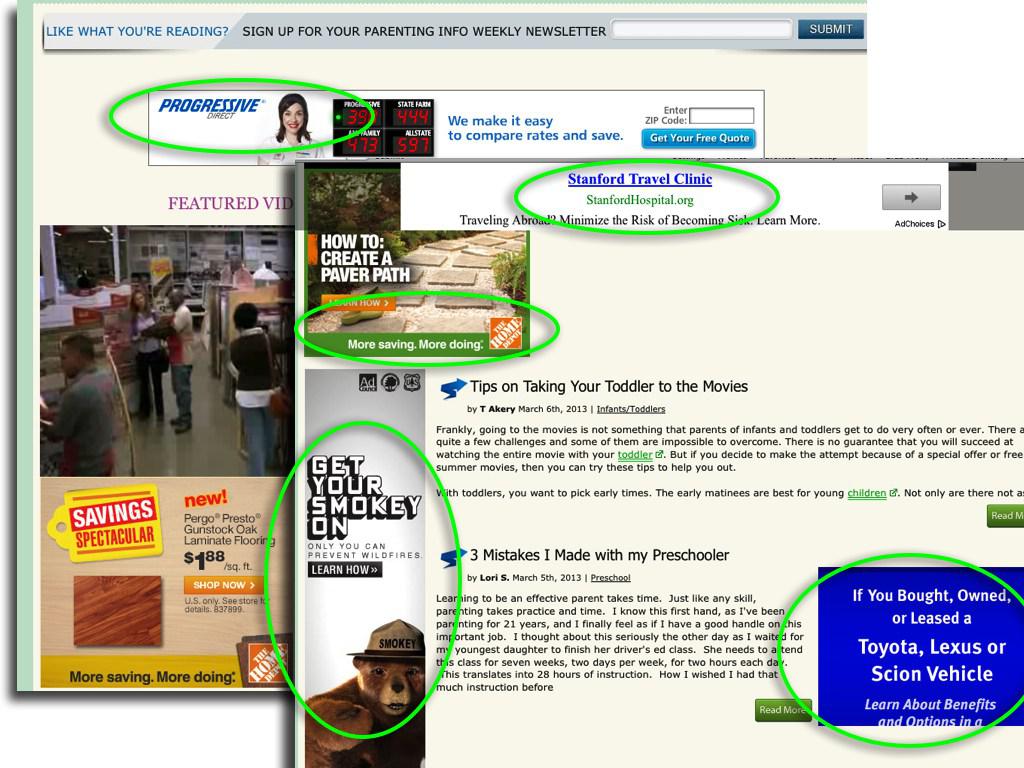 LIKE WHAT YOU'RE READING? SIGN UP FOR YOUR PARENTING INFO WEEKLY NEWSLETTER SUBMIT
PROGRESSIVE
DIRECT
PROGRESSIVE STATE FARM
39 444
FAMILY ALLSTATE
473 597
We make it easy
to compare rates and save.
Enter
ZIP Code:
Get Your Free Quote
FEATURED VID
new!
SAVINGS
SPECTACULAR
Pergo® Presto®
Gunstock Oak
Laminate Flooring
$1.88 /sq. ft.
SHOP NOW >
U.S. only. See store for
details. 837899.
More saving. More doing.
THE HOME DEPOT
Stanford Travel Clinic
StanfordHospital.org
Traveling Abroad? Minimize the Risk of Becoming Sick. Learn More.
AdChoices
HOW TO:
CREATE A
PAVER PATH
LEARN HOW >
More saving. More doing.
THE HOME DEPOT
Ad
COUNCIL
GET
YOUR
SMOKEY
ON
ONLY YOU CAN
PREVENT WILDFIRES.
LEARN HOW »
SMOKEY
Tips on Taking Your Toddler to the Movies
by T Akery March 6th, 2013 | Infants/Toddlers
Frankly, going to the movies is not something that parents of infants and toddlers get to do very often or ever. There a
quite a few challenges and some of them are impossible to overcome. There is no guarantee that you will succeed at
watching the entire movie with your toddler. But if you decide to make the attempt because of a special offer or free
summer movies, then you can try these tips to help you out.
With toddlers, you want to pick early times. The early matinees are best for young children. Not only are there not as
Read M
3 Mistakes I Made with my Preschooler
by Lori S. March 5th, 2013 | Preschool
Learning to be an effective parent takes time. Just like any skill,
parenting takes practice and time. I know this first hand, as I've been
parenting for 21 years, and I finally feel as if I have a good handle on this
important job. I thought about this seriously the other day as I waited for
my youngest daughter to finish her driver's ed class. She needs to attend
this class for seven weeks, two days per week, for two hours each day.
This translates into 28 hours of instruction. How I wished I had that
much instruction before
Read More
If You Bought, Owned,
or Leased a
Toyota, Lexus or
Scion Vehicle
Learn About Benefits
and Options in a